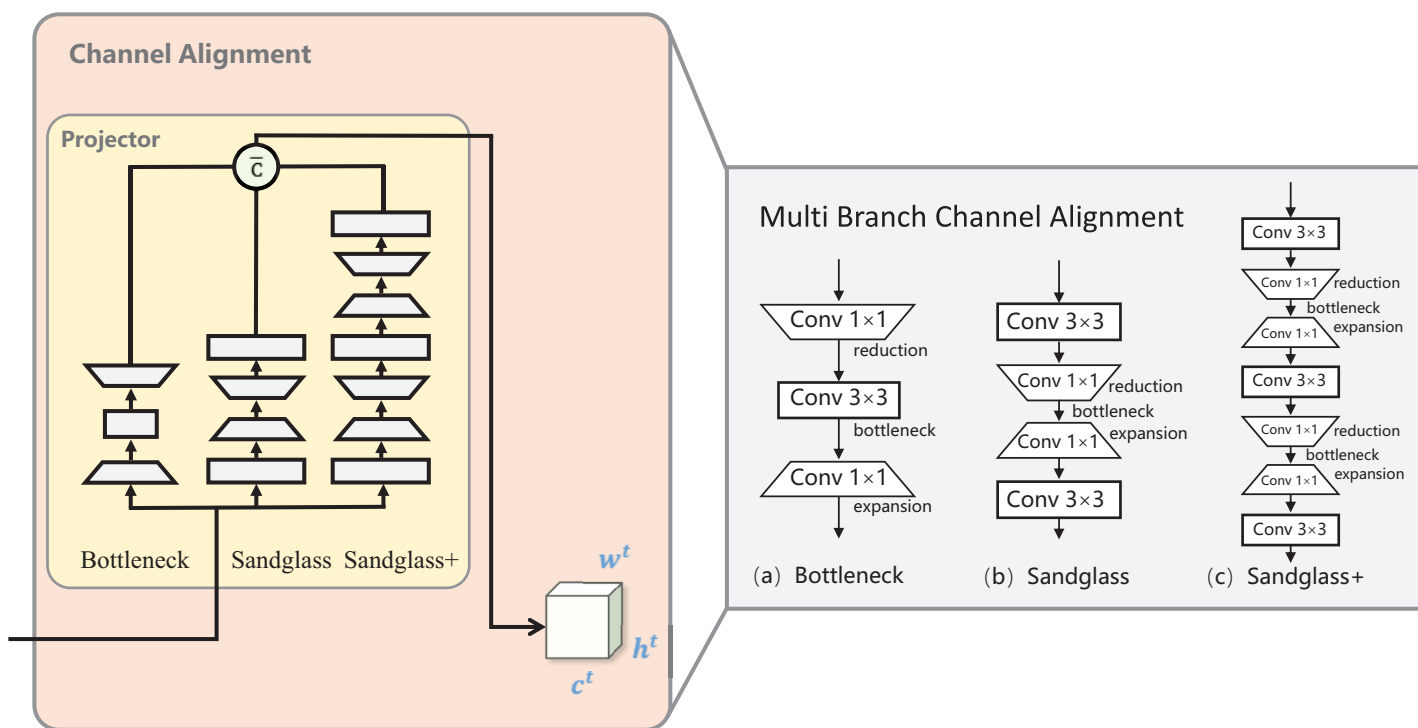 Channel Alignment
Projector
c̅
Bottleneck
Sandglass
Sandglass+
w^t
h^t
c^t
Multi Branch Channel Alignment
Conv 1×1
reduction
Conv 3×3
bottleneck
Conv 1×1
expansion
(a) Bottleneck
Conv 3×3
Conv 1×1
reduction
bottleneck
expansion
Conv 1×1
Conv 3×3
(b) Sandglass
Conv 3×3
Conv 1×1
reduction
bottleneck
expansion
Conv 1×1
Conv 3×3
Conv 1×1
reduction
bottleneck
expansion
Conv 1×1
Conv 3×3
(c) Sandglass+